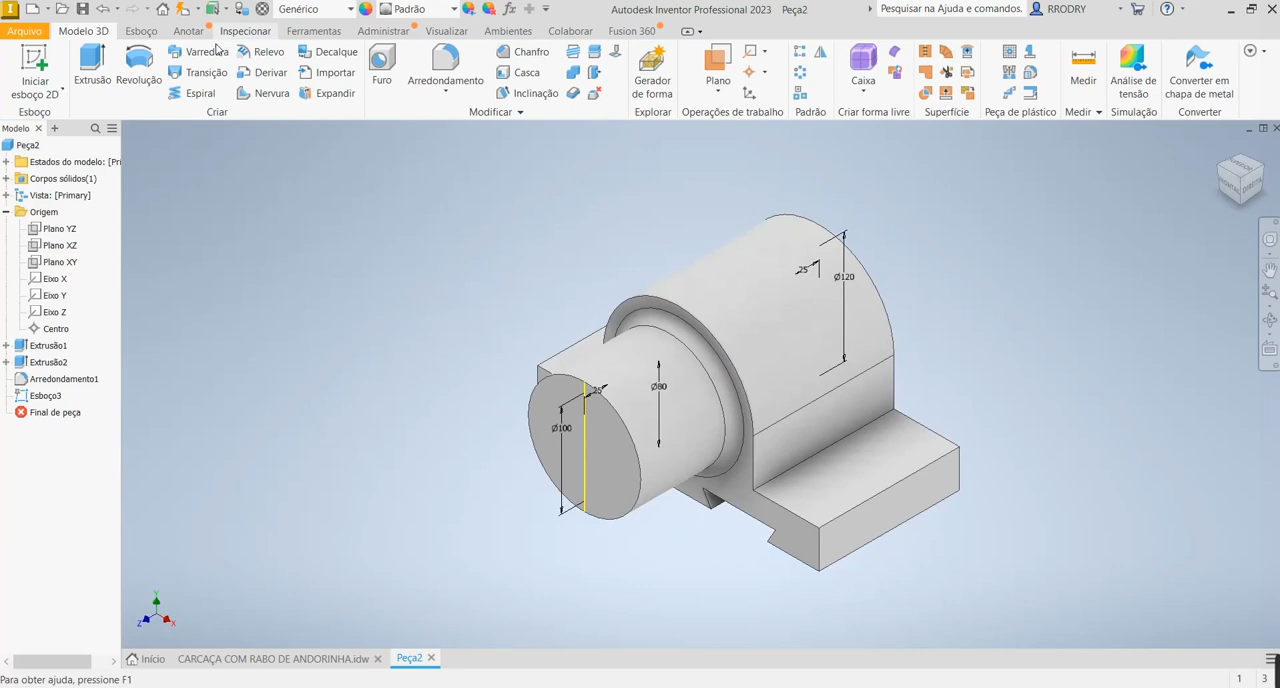 Genérico
Padrão
Autodesk Inventor Professional 2023 Peça2
Pesquisar na Ajuda e comandos.
RRODRY
Arquivo
Modelo 3D
Esboço
Anotar
Inspecionar
Ferramentas
Administrar
Visualizar
Ambientes
Colaborar
Fusion 360
Iniciar
esboço 2D
Esboço
Extrusão
Revolução
Varredura
Transição
Espiral
Relevo
Derivar
Nervura
Decalque
Importar
Expandir
Criar
Furo
Arredondamento
Chanfro
Casca
Inclinação
Modificar
Gerador
de forma
Explorar
Plano
Operações de trabalho
Padrão
Caixa
Criar forma livre
Superfície
Peça de plástico
Medir
Medir
Análise de
tensão
Simulação
Converter em
chapa de metal
Converter
Modelo
Peça2
Estados do modelo: [Pri
Corpos sólidos(1)
Vista: [Primary]
Origem
Plano YZ
Plano XZ
Plano XY
Eixo X
Eixo Y
Eixo Z
Centro
Extrusão1
Extrusão2
Arredondamento1
Esboço3
Final de peça
SUPERIOR
FRONTAL
DIREITA
25
Ø120
Ø80
25
Ø100
Y
Z
X
Início
CARCAÇA COM RABO DE ANDORINHA.idw
Peça2
Para obter ajuda, pressione F1
1
3